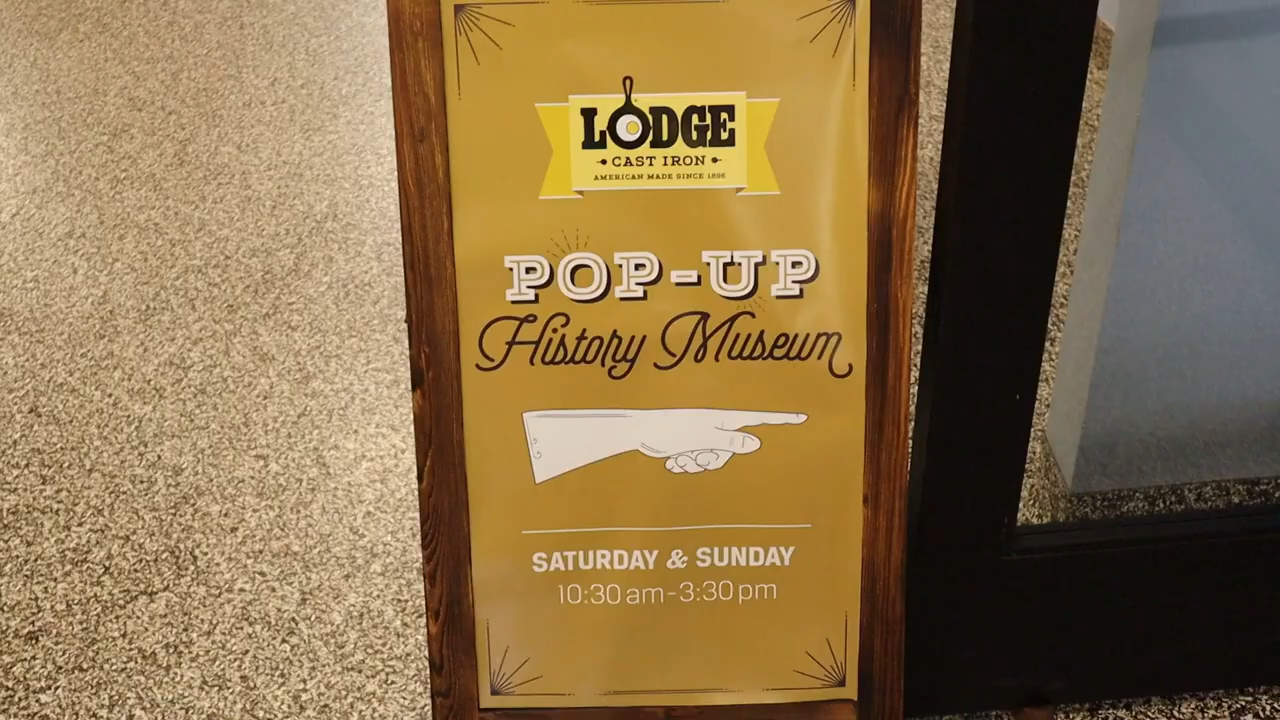 LODGE
CAST IRON
AMERICAN MADE SINCE 1896
POP-UP
History Museum
SATURDAY & SUNDAY
10:30 am-3:30 pm